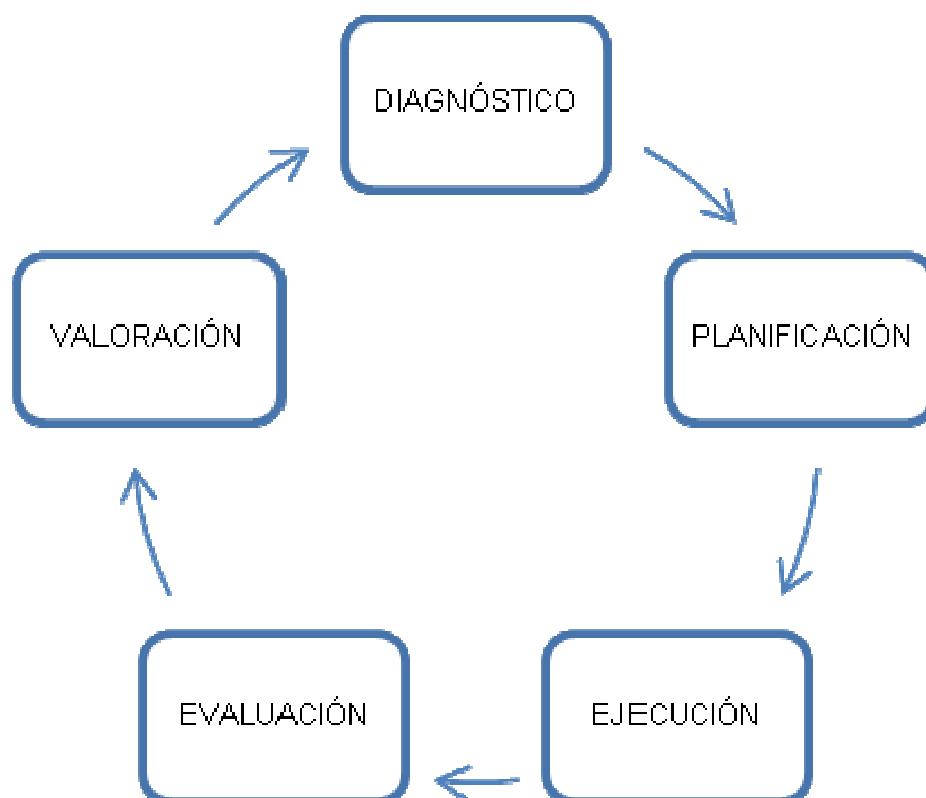 DIAGNÓSTICO
VALORACIÓN
PLANIFICACIÓN
EVALUACIÓN
EJECUCIÓN